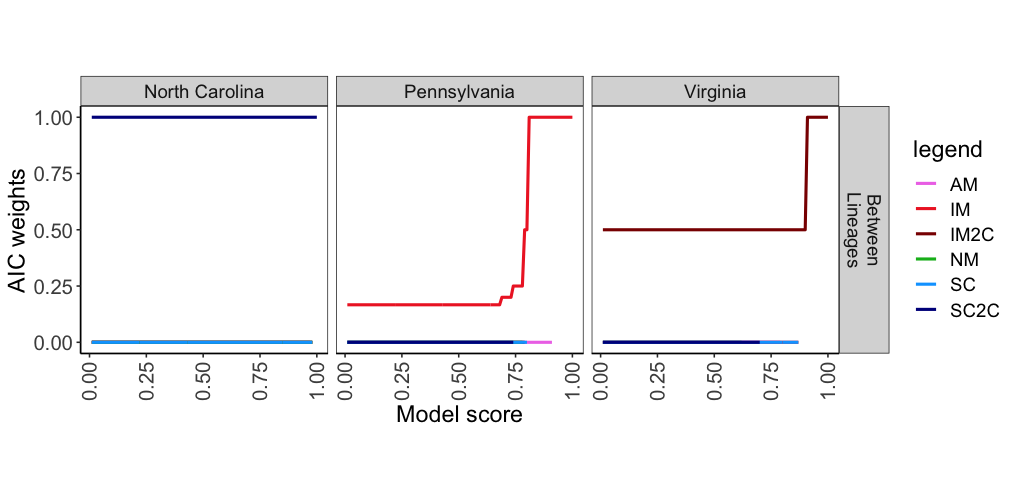 North Carolina
Pennsylvania
Virginia
Between
Lineages
AIC weights
1.00
0.75
0.50
0.25
0.00
0.00
0.25
0.50
0.75
1.00
0.00
0.25
0.50
0.75
1.00
0.00
0.25
0.50
0.75
1.00
Model score
legend
AM
IM
IM2C
NM
SC
SC2C